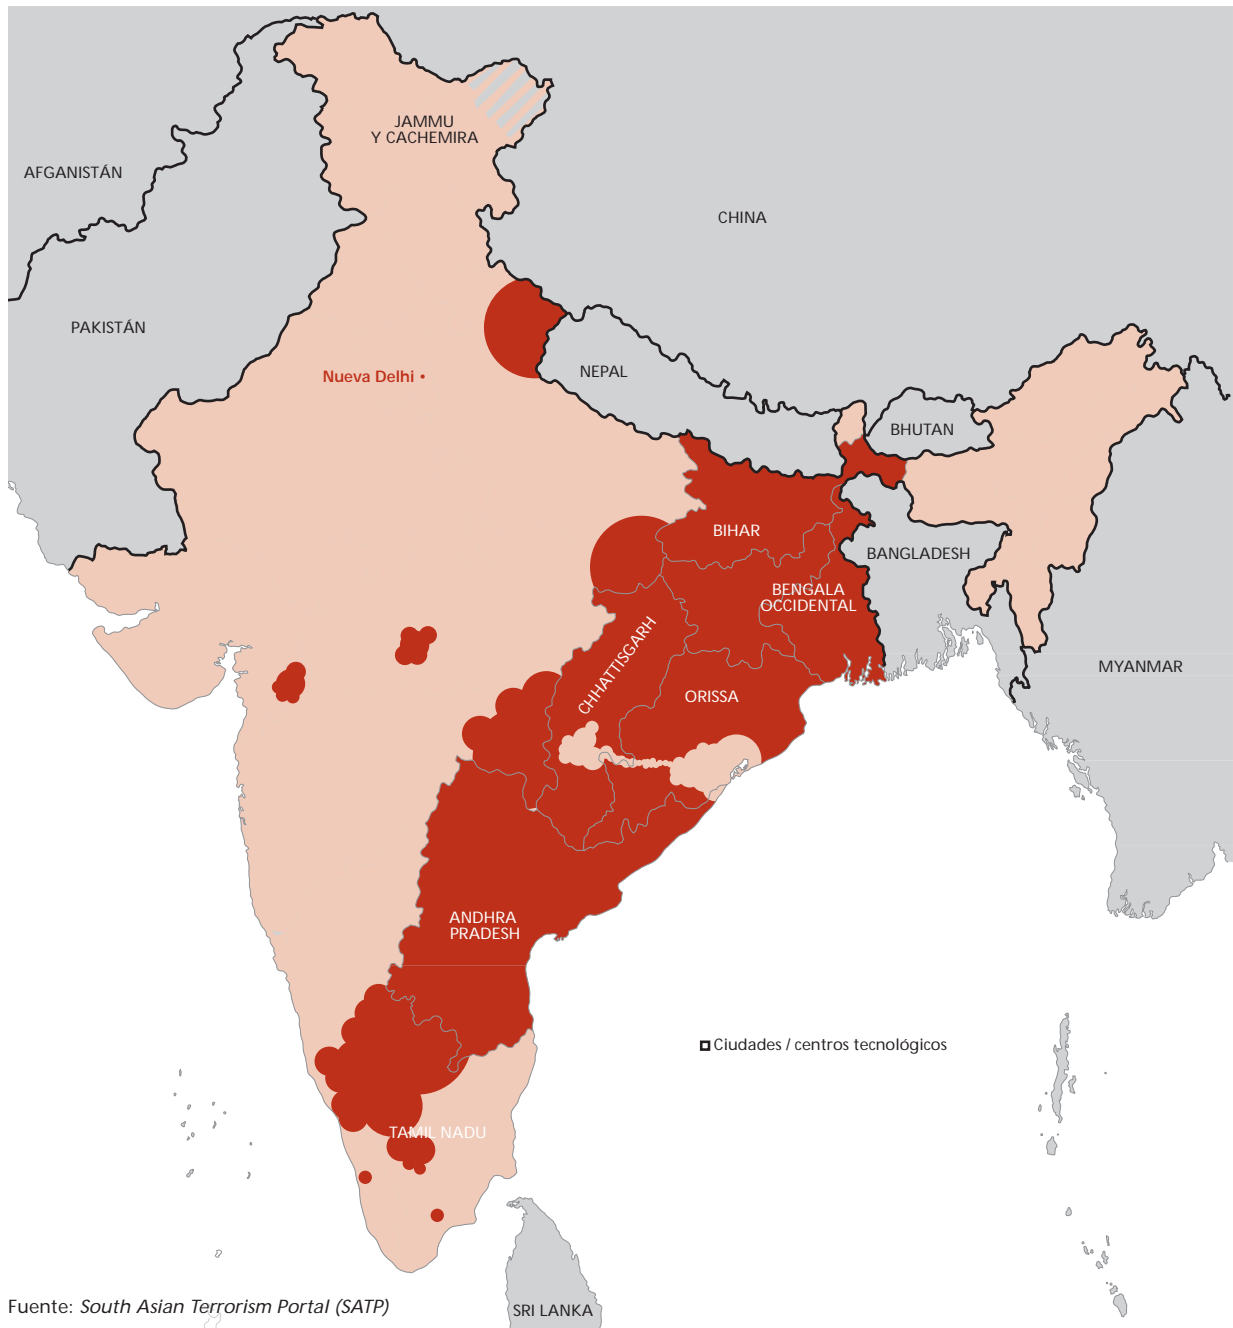 JAMMU
Y CACHEMIRA
AFGANISTÁN
CHINA
PAKISTÁN
NEPAL
Nueva Delhi
BHUTAN
BIHAR
BANGLADESH
BENGALA
OCCIDENTAL
CHHATTISGARH
MYANMAR
ORISSA
ANDHRA
PRADESH
Ciudades / centros tecnológicos
TAMIL NADU
Fuente: South Asian Terrorism Portal (SATP)
SRI LANKA